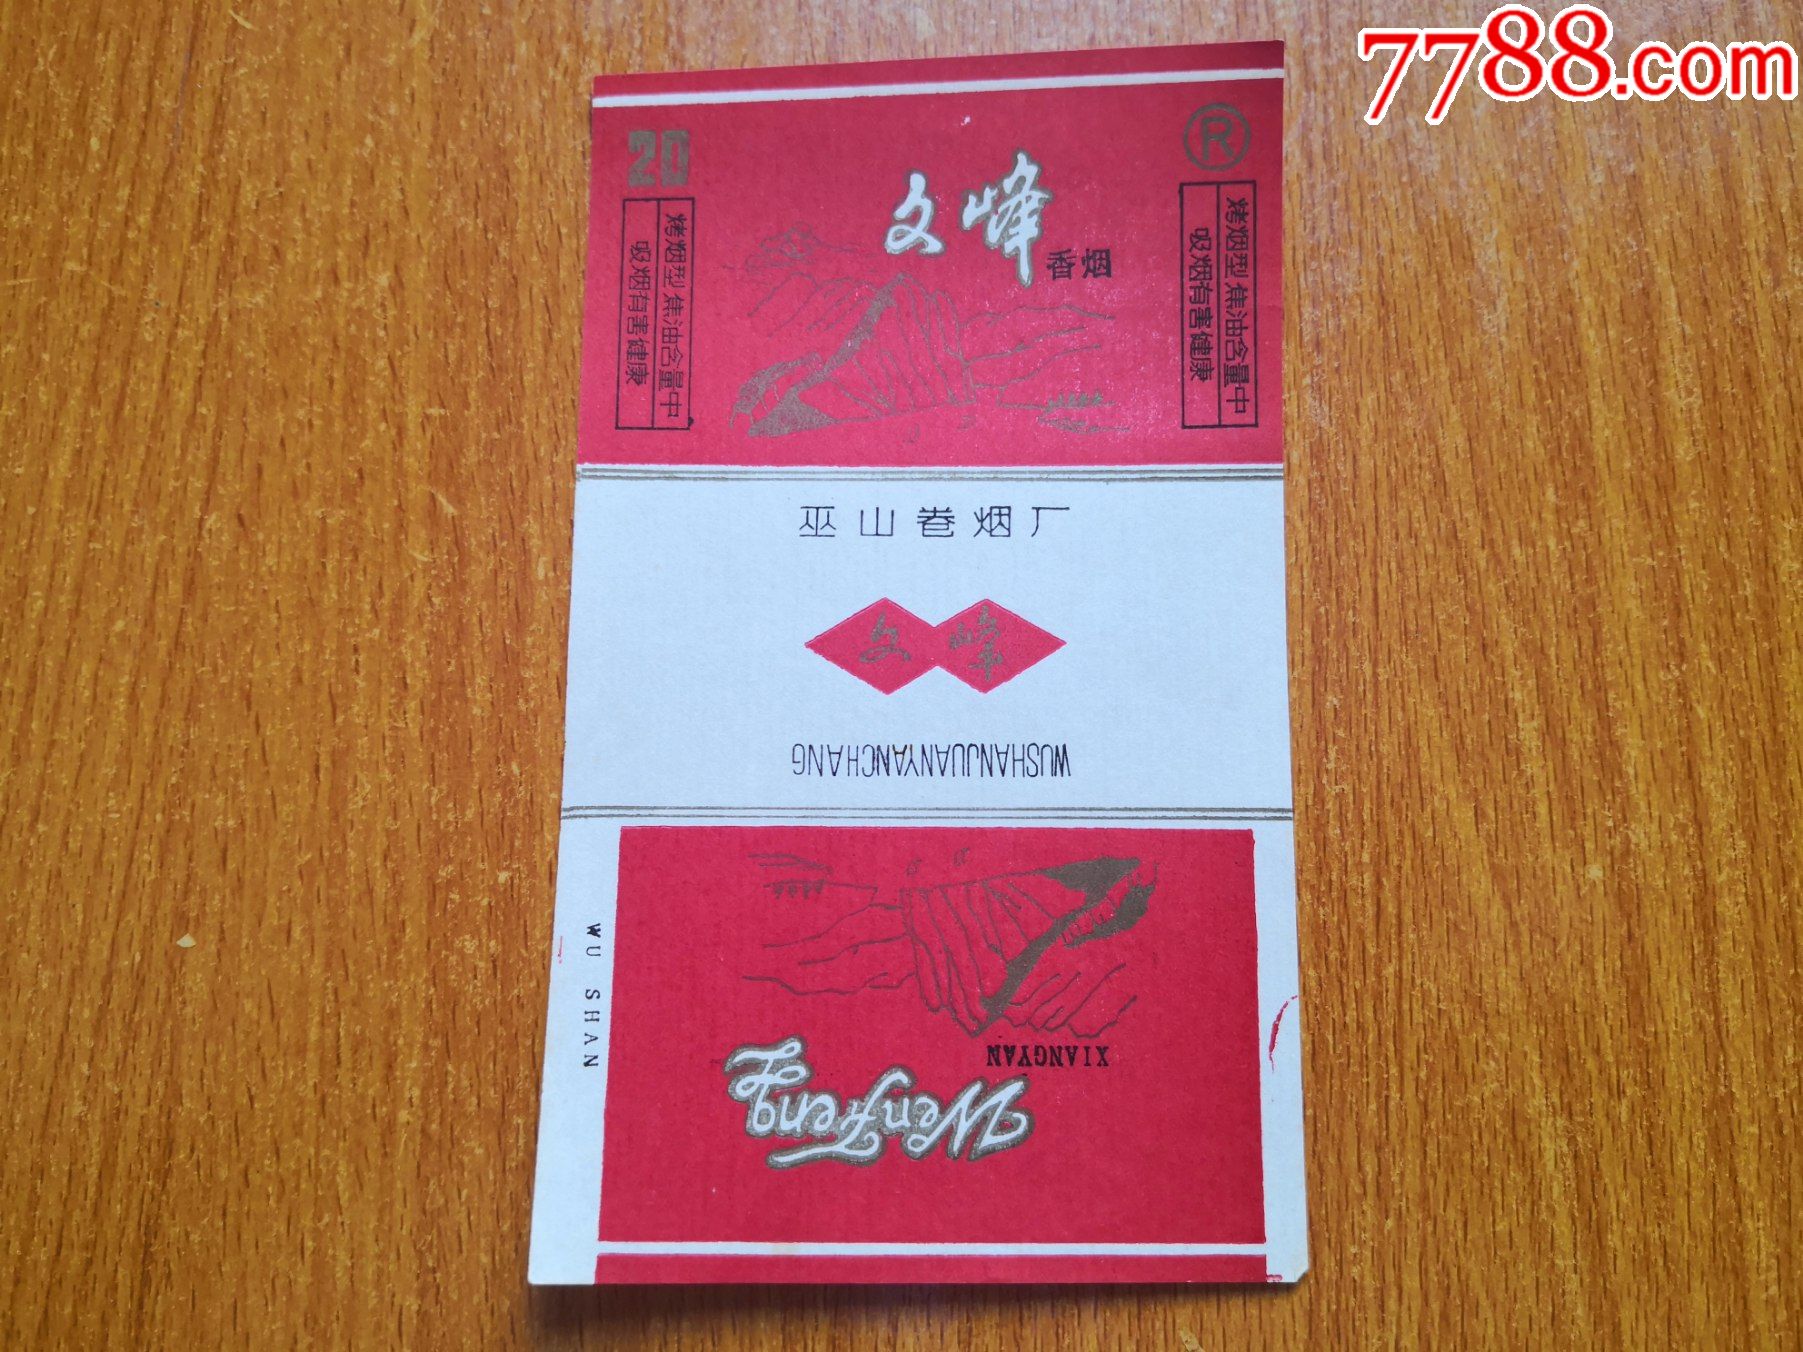 7788.com
20
R
文峰
香烟
烤烟型 焦油含量中
吸烟有害健康
烤烟型 焦油含量中
吸烟有害健康
巫山卷烟厂
文峰
WUSHANJUANYANCHANG
WU SHAN
XIANGYAN
Wenfeng